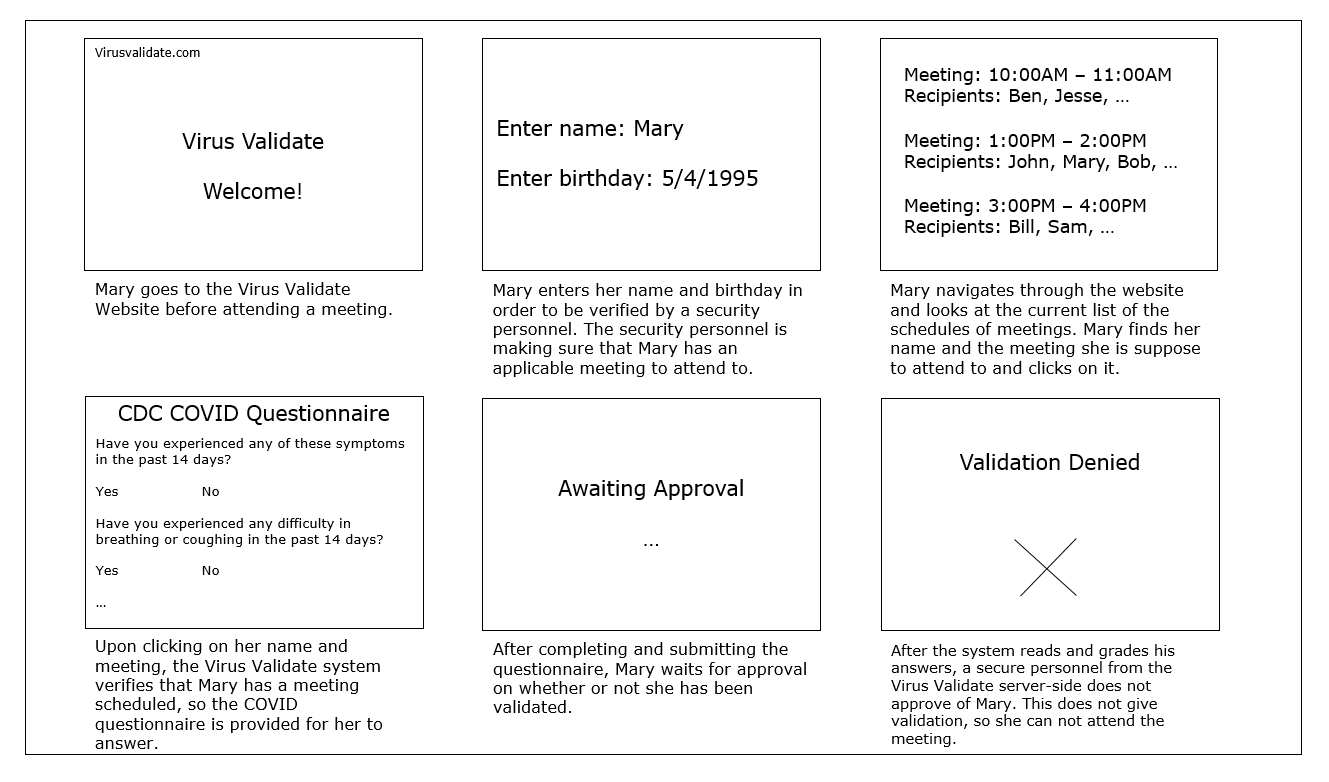 Virusvalidate.com
Virus Validate
Welcome!
Mary goes to the Virus Validate
Website before attending a meeting.
Enter name: Mary
Enter birthday: 5/4/1995
Mary enters her name and birthday in
order to be verified by a security
personnel. The security personnel is
making sure that Mary has an
applicable meeting to attend to.
Meeting: 10:00AM – 11:00AM
Recipients: Ben, Jesse, ...
Meeting: 1:00PM – 2:00PM
Recipients: John, Mary, Bob, ...
Meeting: 3:00PM – 4:00PM
Recipients: Bill, Sam, ...
Mary navigates through the website
and looks at the current list of the
schedules of meetings. Mary finds her
name and the meeting she is suppose
to attend to and clicks on it.
CDC COVID Questionnaire
Have you experienced any of these symptoms
in the past 14 days?
Yes No
Have you experienced any difficulty in
breathing or coughing in the past 14 days?
Yes No
...
Upon clicking on her name and
meeting, the Virus Validate system
verifies that Mary has a meeting
scheduled, so the COVID
questionnaire is provided for her to
answer.
Awaiting Approval
...
After completing and submitting the
questionnaire, Mary waits for approval
on whether or not she has been
validated.
Validation Denied
After the system reads and grades his
answers, a secure personnel from the
Virus Validate server-side does not
approve of Mary. This does not give
validation, so she can not attend the
meeting.